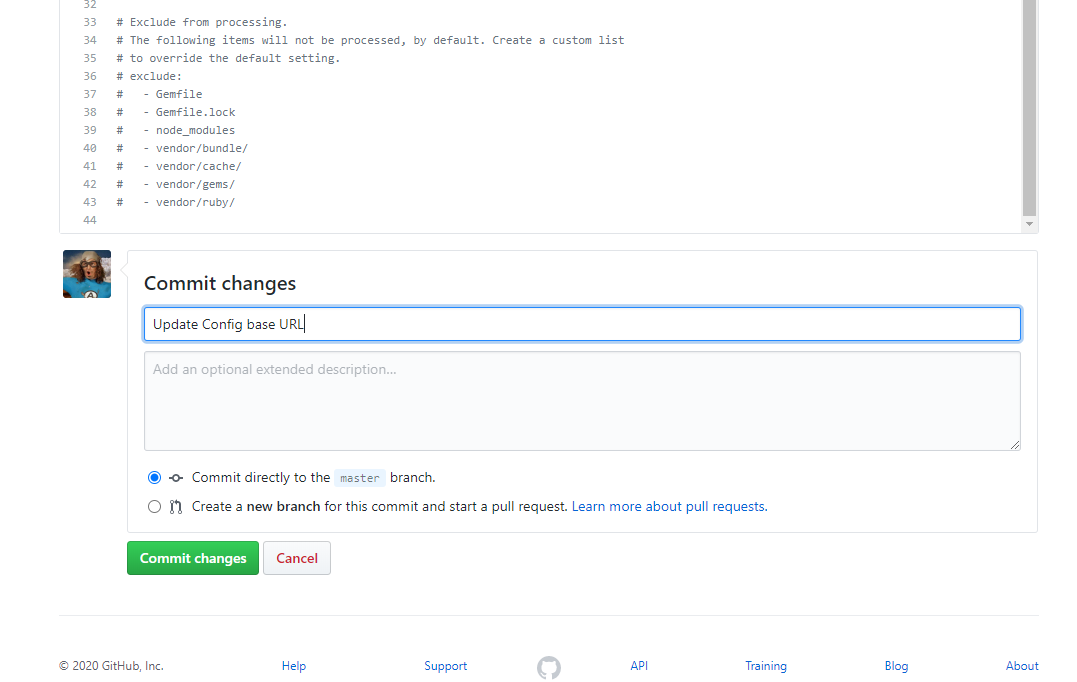 32
33 # Exclude from processing.
34 # The following items will not be processed, by default. Create a custom list
35 # to override the default setting.
36 # exclude:
37 #   - Gemfile
38 #   - Gemfile.lock
39 #   - node_modules
40 #   - vendor/bundle/
41 #   - vendor/cache/
42 #   - vendor/gems/
43 #   - vendor/ruby/
44
Commit changes
Update Config base URL
Add an optional extended description...
Commit directly to the master branch.
Create a new branch for this commit and start a pull request. Learn more about pull requests.
Commit changes Cancel
© 2020 GitHub, Inc. Help Support API Training Blog About